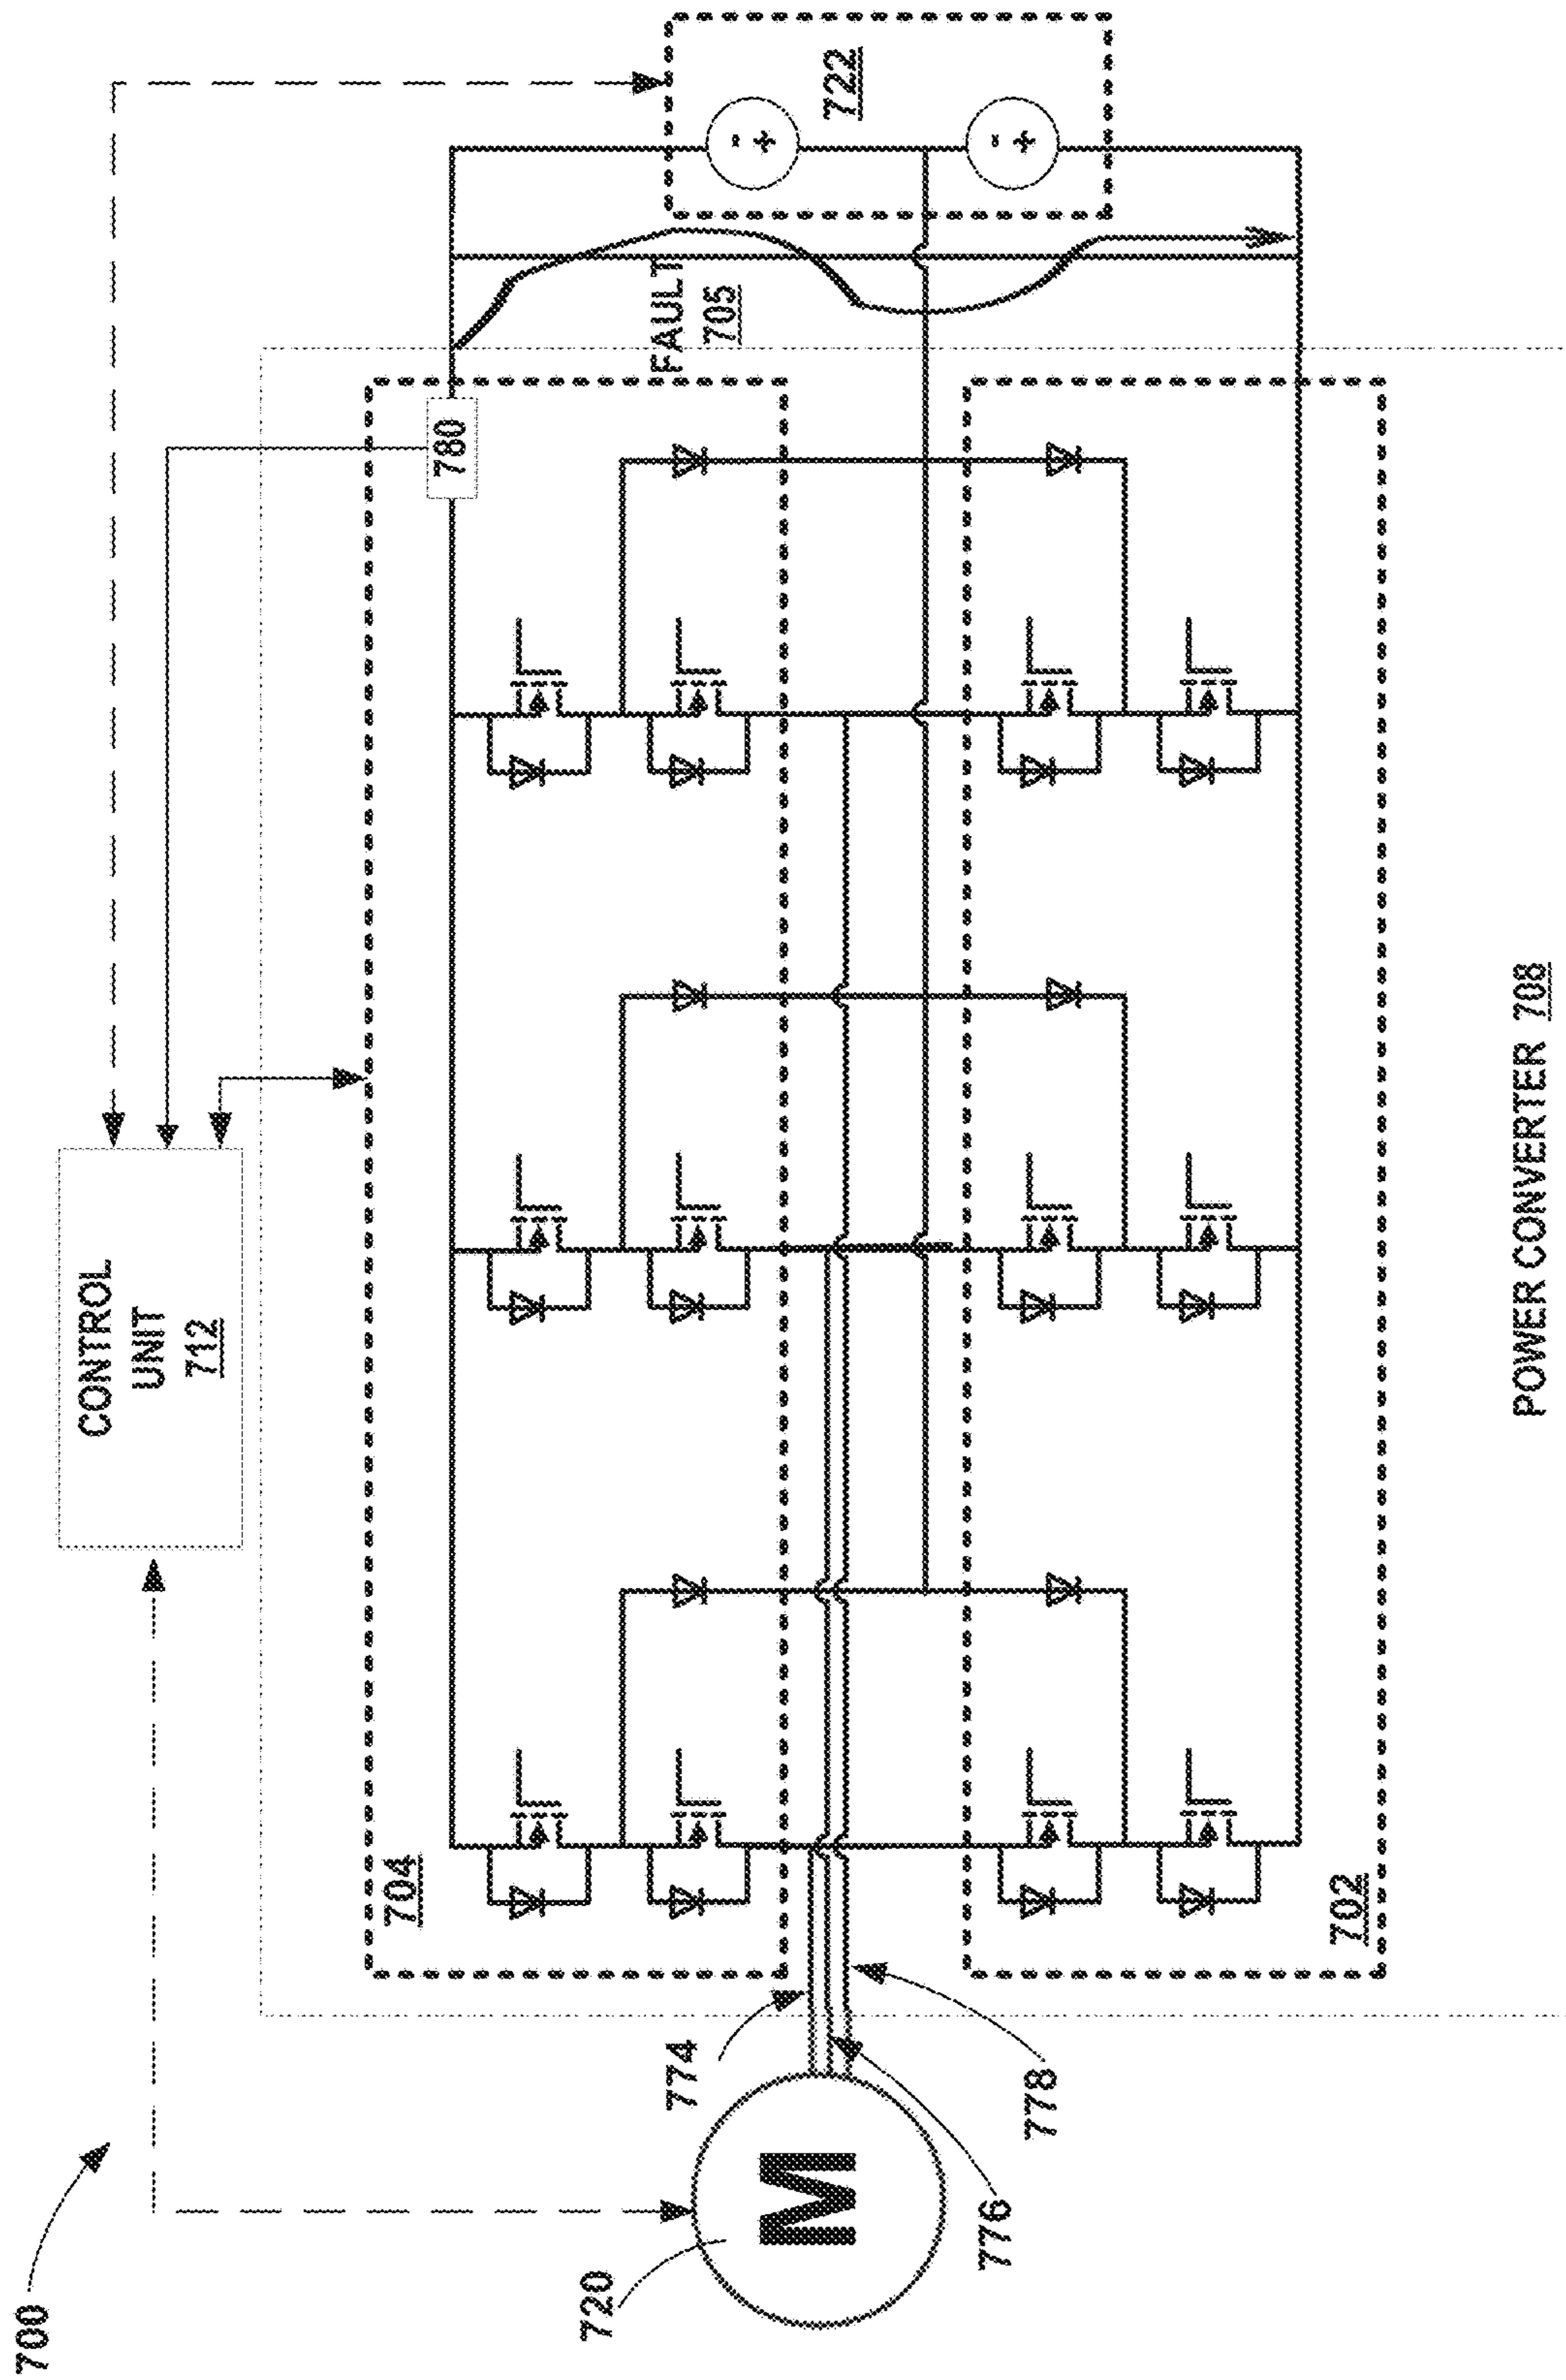 700
CONTROL
UNIT
712
720
M
774
776
778
704
702
780
FAULT
705
- +
- +
722
POWER CONVERTER 708